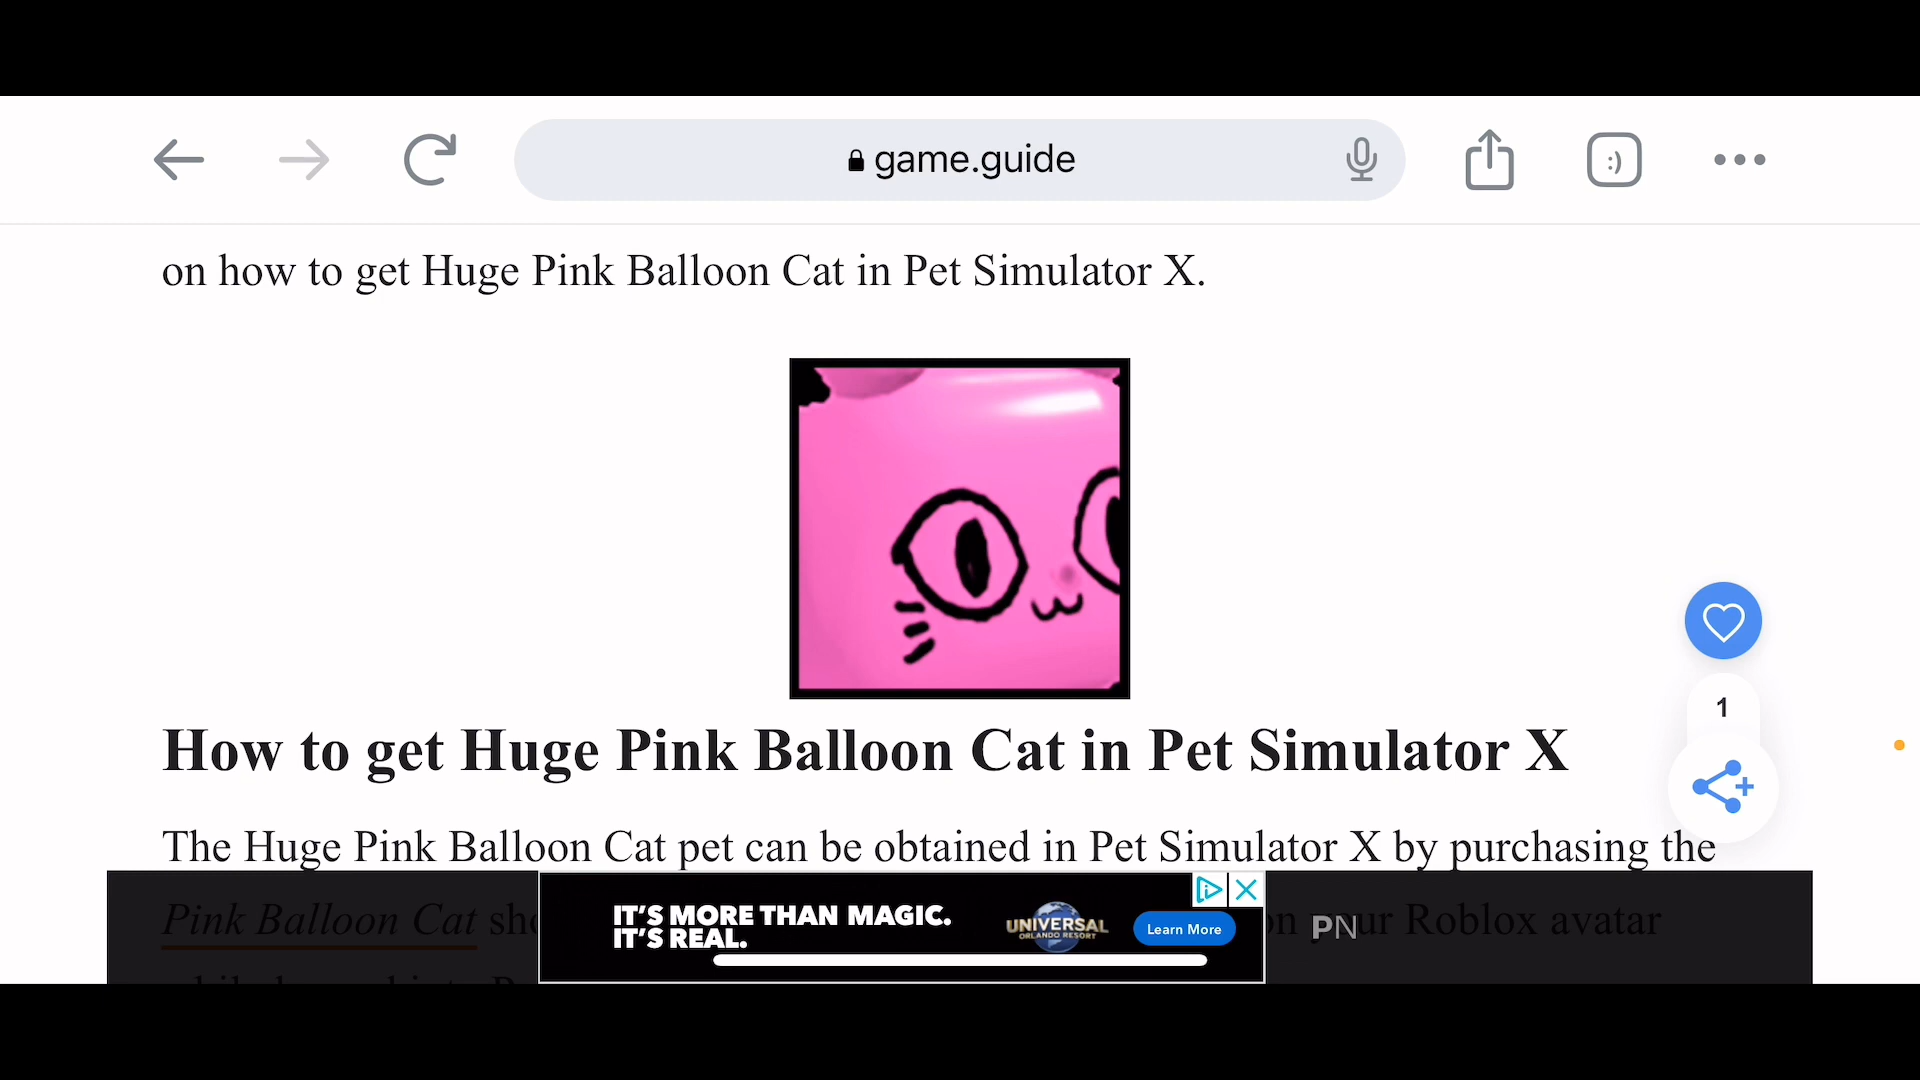 game.guide
:)
on how to get Huge Pink Balloon Cat in Pet Simulator X.
1
How to get Huge Pink Balloon Cat in Pet Simulator X
The Huge Pink Balloon Cat pet can be obtained in Pet Simulator X by purchasing the
Pink Balloon Cat on your Roblox avatar
IT'S MORE THAN MAGIC.
IT'S REAL.
UNIVERSAL
ORLANDO RESORT
Learn More
PN